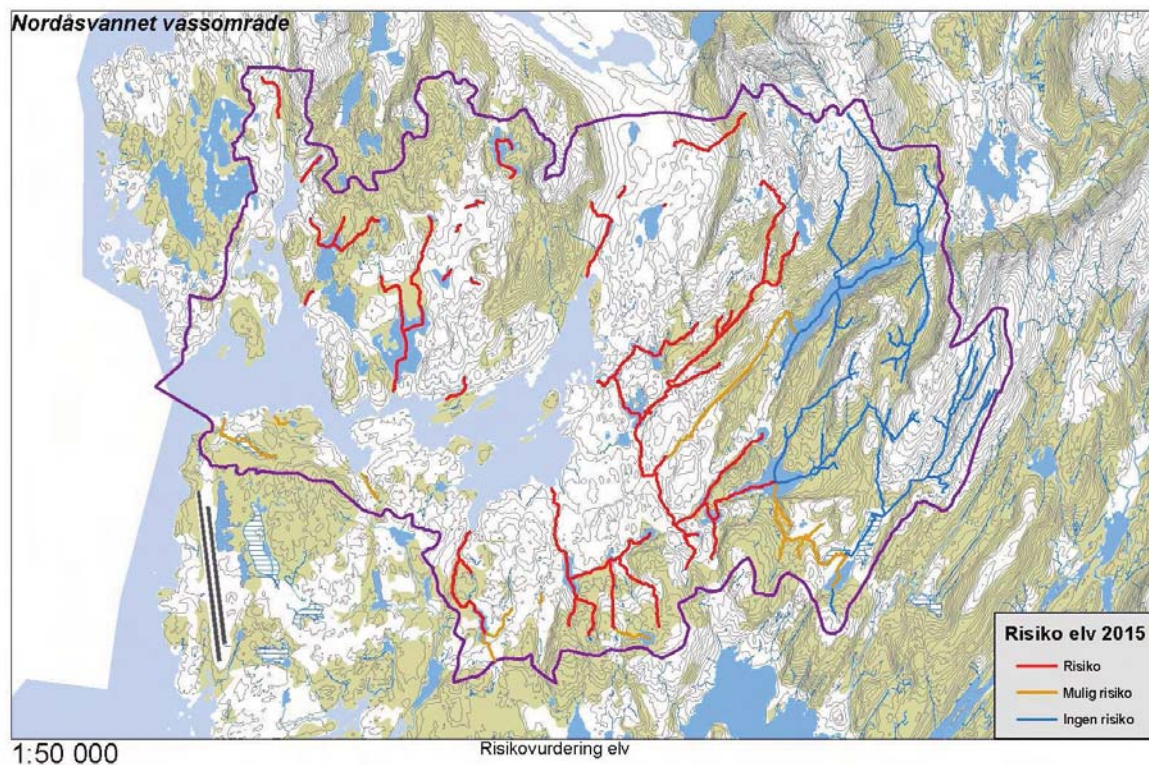 Nordåsvannet vassområde
Risiko elv 2015
Risiko
Mulig risiko
Ingen risiko
1:50 000
Risikovurdering elv